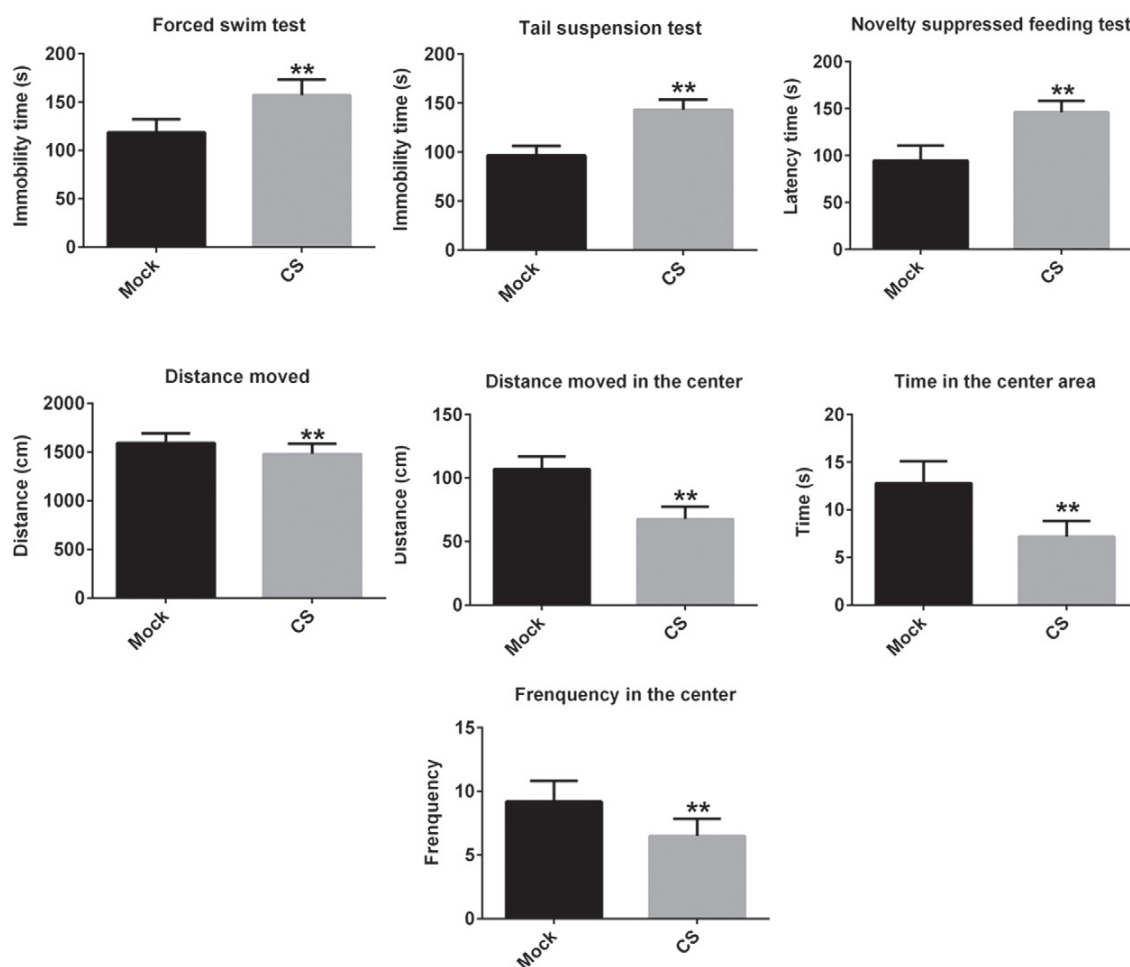 Forced swim test
Immobility time (s)
200
150
100
50
0
**
Mock
CS
Tail suspension test
Immobility time (s)
200
150
100
50
0
**
Mock
CS
Novelty suppressed feeding test
Latency time (s)
200
150
100
50
0
**
Mock
CS
Distance moved
Distance (cm)
2000
1500
1000
500
0
**
Mock
CS
Distance moved in the center
Distance (cm)
150
100
50
0
**
Mock
CS
Time in the center area
Time (s)
20
15
10
5
0
**
Mock
CS
Frenquency in the center
Frenquency
15
10
5
0
**
Mock
CS